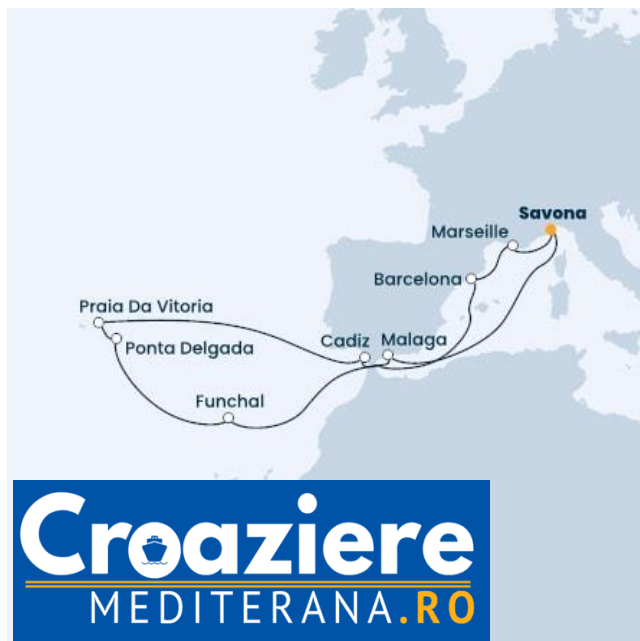 Savona
Marseille
Barcelona
Praia Da Vitoria
Ponta Delgada
Cadiz
Malaga
Funchal
Croaziere
MEDITERANA.RO